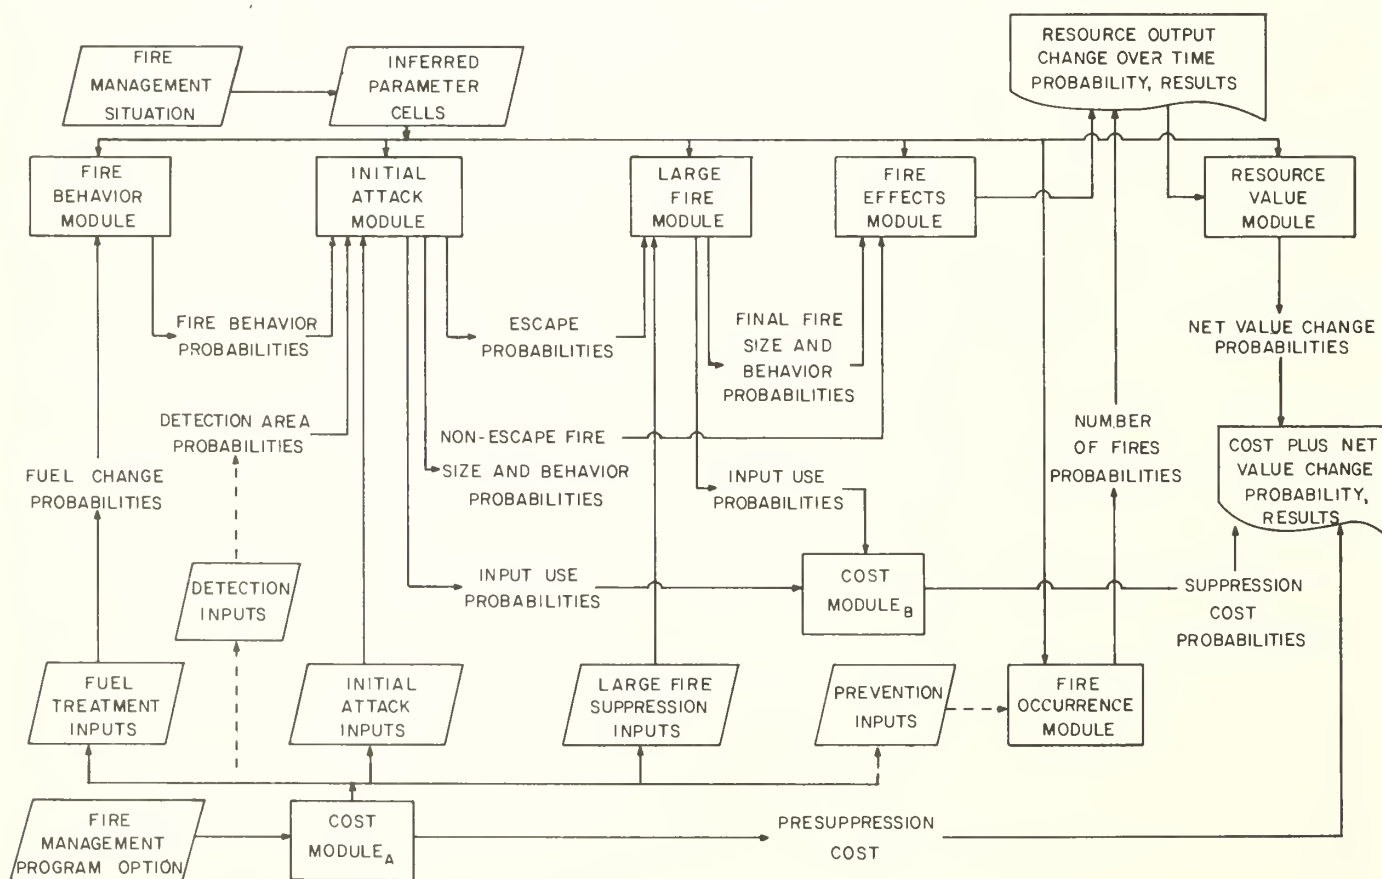 FIRE
MANAGEMENT
SITUATION
INFERRED
PARAMETER
CELLS
RESOURCE OUTPUT
CHANGE OVER TIME
PROBABILITY, RESULTS
FIRE
BEHAVIOR
MODULE
INITIAL
ATTACK
MODULE
LARGE
FIRE
MODULE
FIRE
EFFECTS
MODULE
RESOURCE
VALUE
MODULE
FIRE BEHAVIOR
PROBABILITIES
ESCAPE
PROBABILITIES
FINAL FIRE
SIZE AND
BEHAVIOR
PROBABILITIES
NET VALUE CHANGE
PROBABILITIES
DETECTION AREA
PROBABILITIES
NON-ESCAPE FIRE
SIZE AND BEHAVIOR
PROBABILITIES
NUMBER
OF FIRES
PROBABILITIES
COST PLUS NET
VALUE CHANGE
PROBABILITY,
RESULTS
FUEL CHANGE
PROBABILITIES
INPUT USE
PROBABILITIES
DETECTION
INPUTS
INPUT USE
PROBABILITIES
COST
MODULE B
SUPPRESSION
COST
PROBABILITIES
FUEL
TREATMENT
INPUTS
INITIAL
ATTACK
INPUTS
LARGE FIRE
SUPPRESSION
INPUTS
PREVENTION
INPUTS
FIRE
OCCURRENCE
MODULE
FIRE
MANAGEMENT
PROGRAM OPTION
COST
MODULE A
PRESUPPRESSION
COST